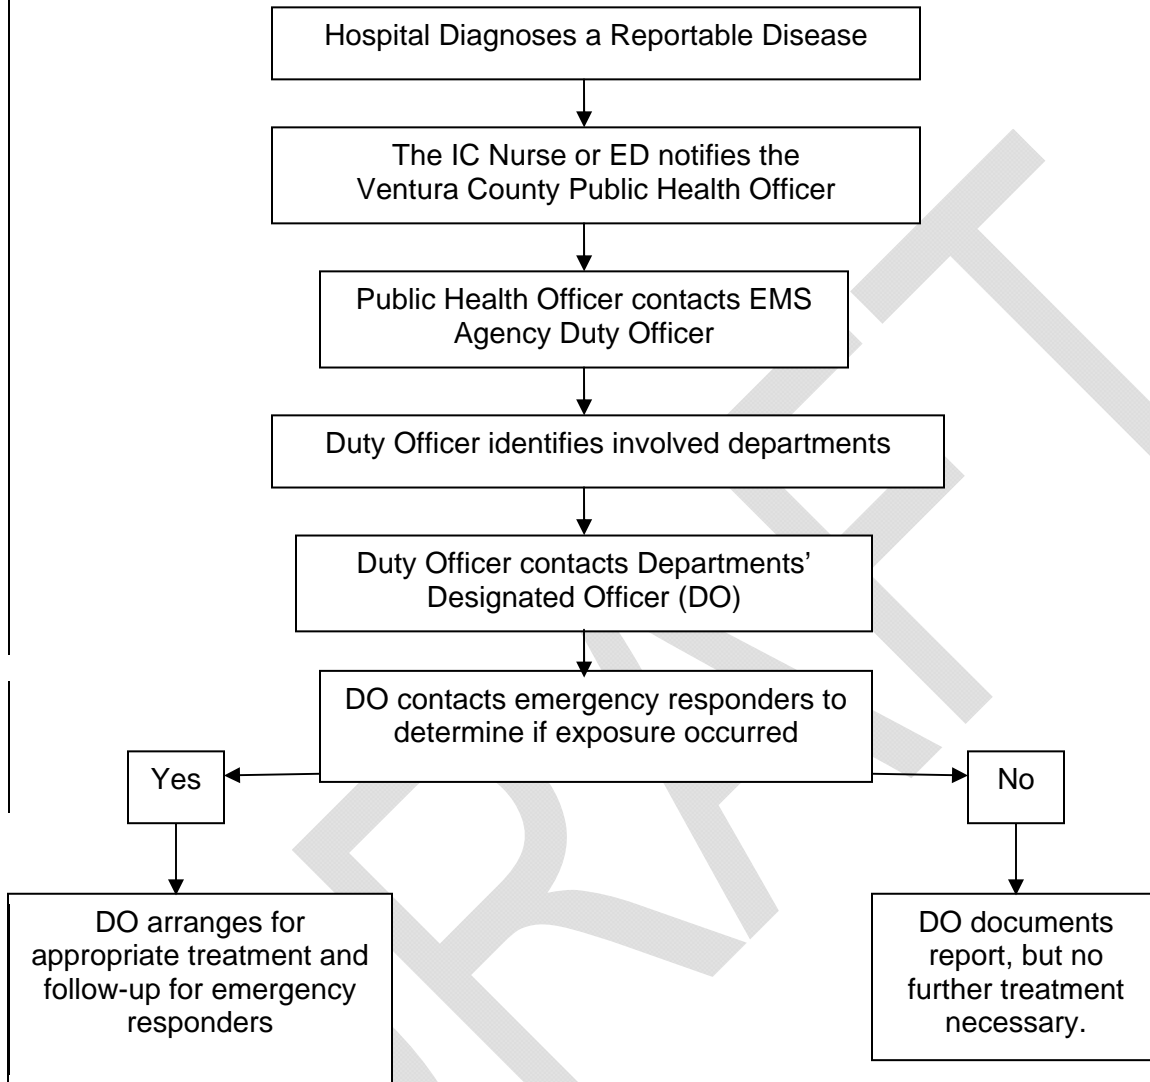 Hospital Diagnoses a Reportable Disease
The IC Nurse or ED notifies the
Ventura County Public Health Officer
Public Health Officer contacts EMS
Agency Duty Officer
Duty Officer identifies involved departments
Duty Officer contacts Departments’
Designated Officer (DO)
DO contacts emergency responders to
determine if exposure occurred
Yes
No
DO arranges for
appropriate treatment and
follow-up for emergency
responders
DO documents
report, but no
further treatment
necessary.
DRAFT